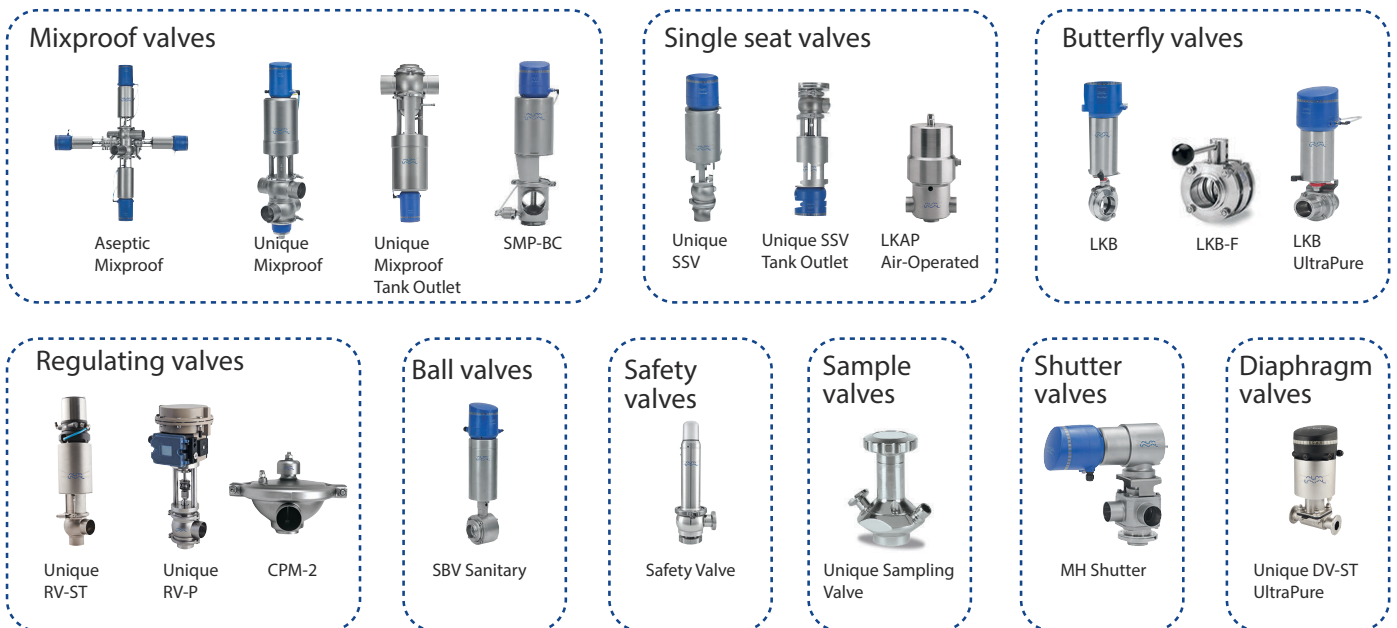 Mixproof valves
Aseptic
Mixproof
Unique
Mixproof
Unique
Mixproof
Tank Outlet
SMP-BC
Single seat valves
Unique
SSV
Unique SSV
Tank Outlet
LKAP
Air-Operated
Butterfly valves
LKB
LKB-F
LKB
UltraPure
Regulating valves
Unique
RV-ST
Unique
RV-P
CPM-2
Ball valves
SBV Sanitary
Safety
valves
Safety Valve
Sample
valves
Unique Sampling
Valve
Shutter
valves
MH Shutter
Diaphragm
valves
Unique DV-ST
UltraPure